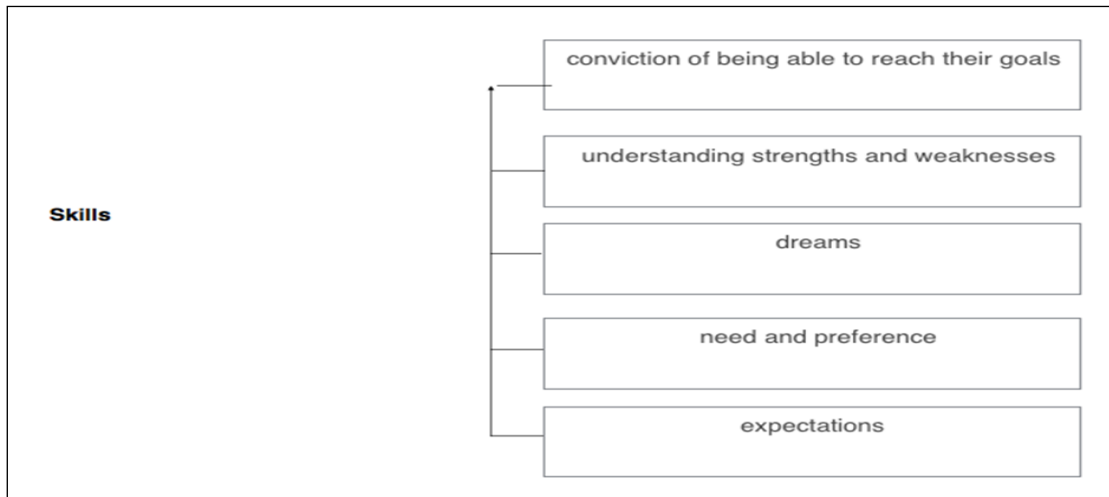 conviction of being able to reach their goals
understanding strengths and weaknesses
Skills
dreams
need and preference
expectations